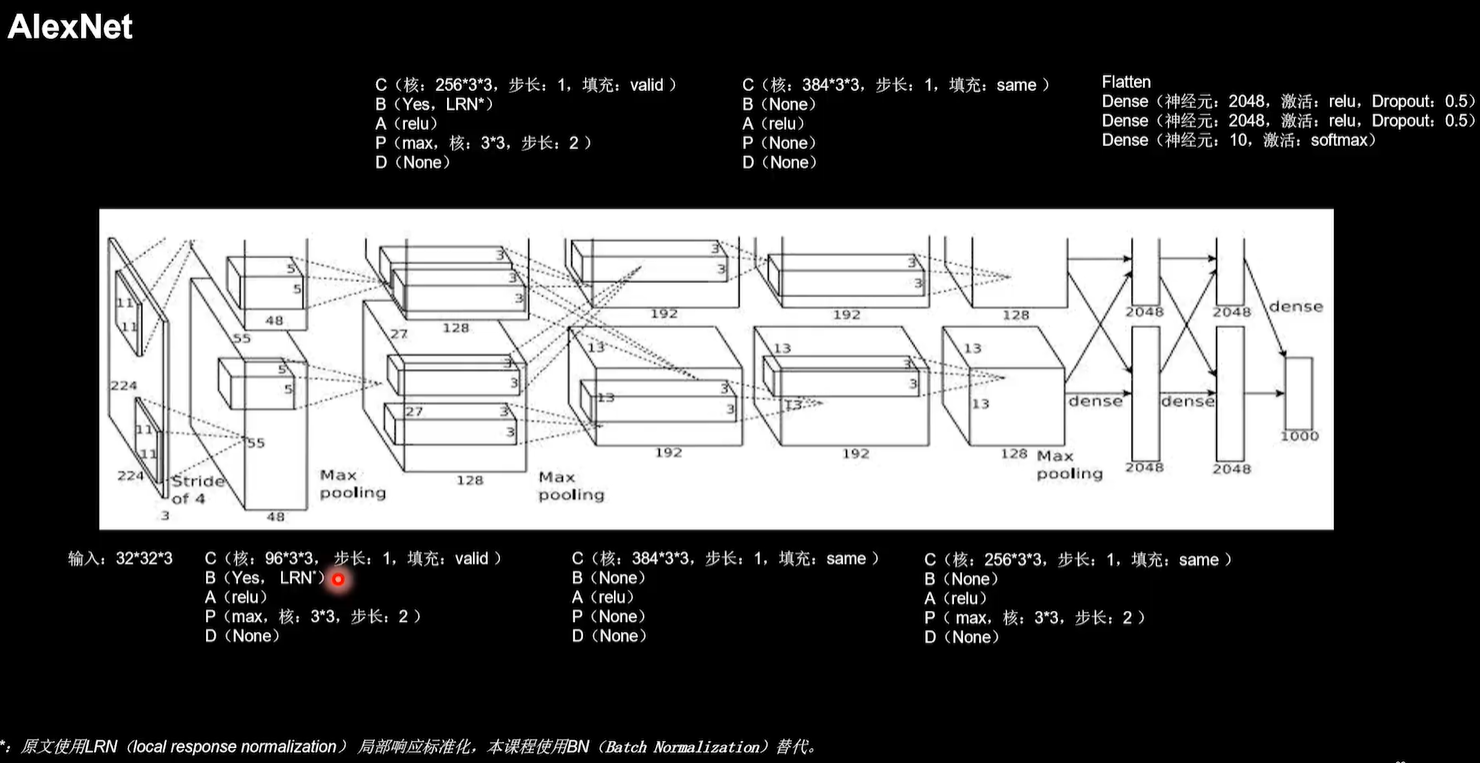 AlexNet
C（核：256*3*3，步长：1，填充：valid ）
B（Yes，LRN*）
A（relu）
P（max，核：3*3，步长：2 ）
D（None）
C（核：384*3*3，步长：1，填充：same ）
B（None）
A（relu）
P（None）
D（None）
Flatten
Dense（神经元：2048，激活：relu，Dropout：0.5）
Dense（神经元：2048，激活：relu，Dropout：0.5）
Dense（神经元：10，激活：softmax）
11
11
224
11
11
224
3
Stride
of 4
5
5
48
55
5
5
55
48
Max
pooling
3
3
3
128
27
3
3
27
3
3
128
Max
pooling
3
3
192
13
3
13
3
192
3
3
192
13
3
3
13
192
128
13
13
128
Max
pooling
2048
2048
dense
dense
dense
2048
2048
1000
输入：32*32*3
C（核：96*3*3， 步长：1，填充：valid ）
B（Yes， LRN*）
A（relu）
P（max，核：3*3，步长：2 ）
D（None）
C（核：384*3*3，步长：1，填充：same ）
B（None）
A（relu）
P（None）
D（None）
C（核：256*3*3，步长：1，填充：same ）
B（None）
A（relu）
P（ max，核：3*3，步长：2 ）
D（None）
*：原文使用LRN（local response normalization） 局部响应标准化，本课程使用BN（Batch Normalization）替代。